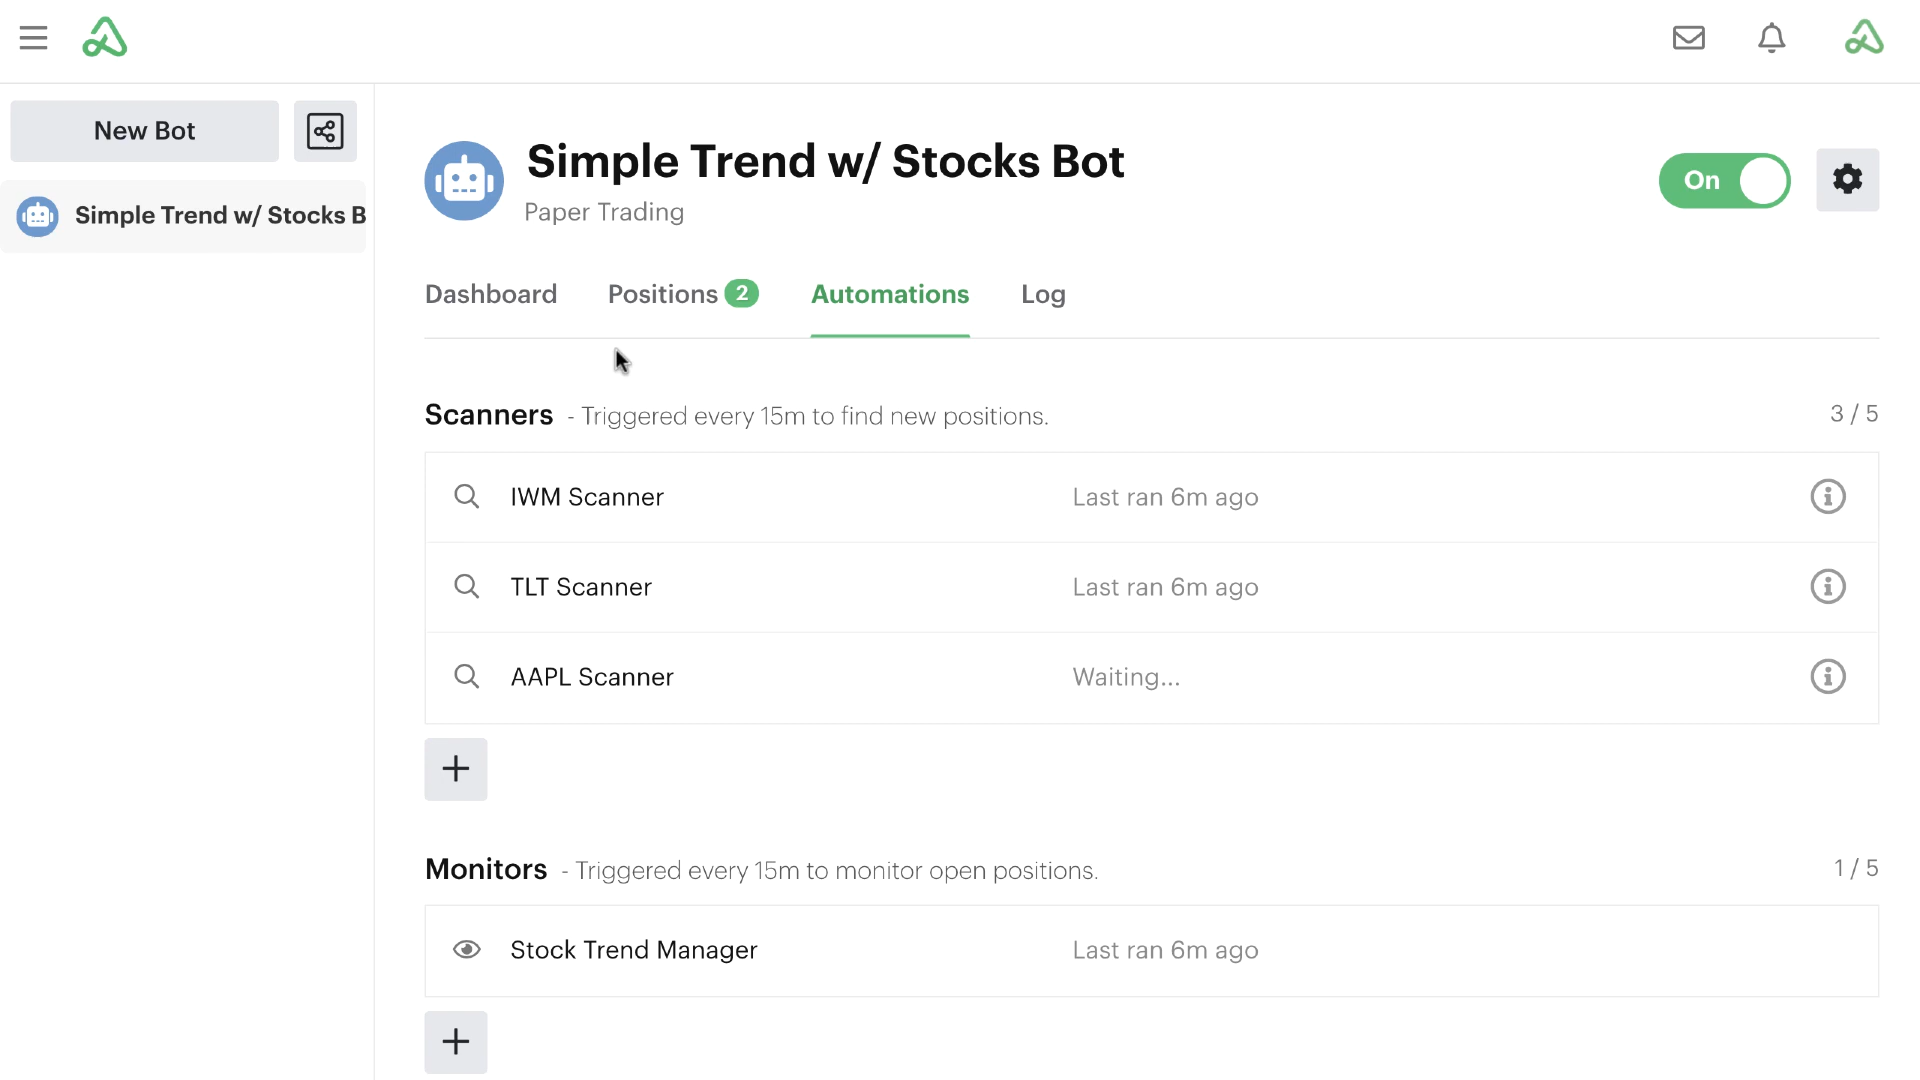 New Bot
Simple Trend w/ Stocks B
Simple Trend w/ Stocks Bot
Paper Trading
On
Dashboard Positions 2 Automations Log
Scanners - Triggered every 15m to find new positions. 3 / 5
IWM Scanner Last ran 6m ago
TLT Scanner Last ran 6m ago
AAPL Scanner Waiting...
Monitors - Triggered every 15m to monitor open positions. 1 / 5
Stock Trend Manager Last ran 6m ago